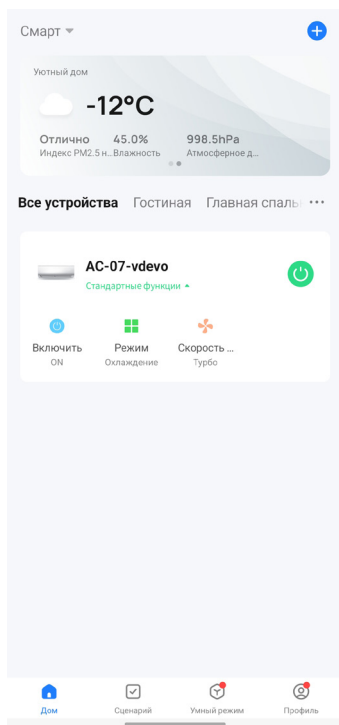 Смарт
Уютный дом
-12°C
Отлично 45.0% 998.5hPa
Индекс PM2.5 н... Влажность Атмосферное д...
Все устройства Гостиная Главная спаль ...
AC-07-vdevo
Стандартные функции
Включить Режим Скорость ...
ON Охлаждение Турбо
Дом Сценарий Умный режим Профиль